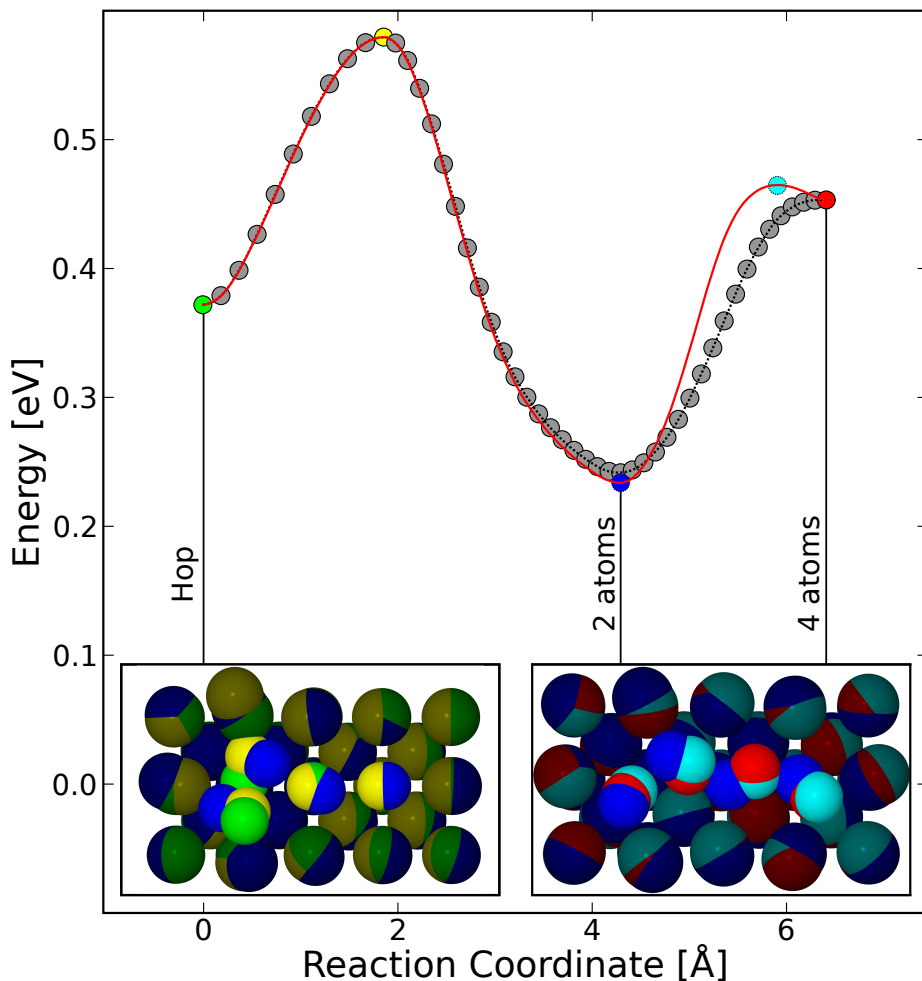 Energy [eV]
0.5
0.4
0.3
0.2
0.1
0.0
Hop
2 atoms
4 atoms
0
2
4
6
Reaction Coordinate [Å]